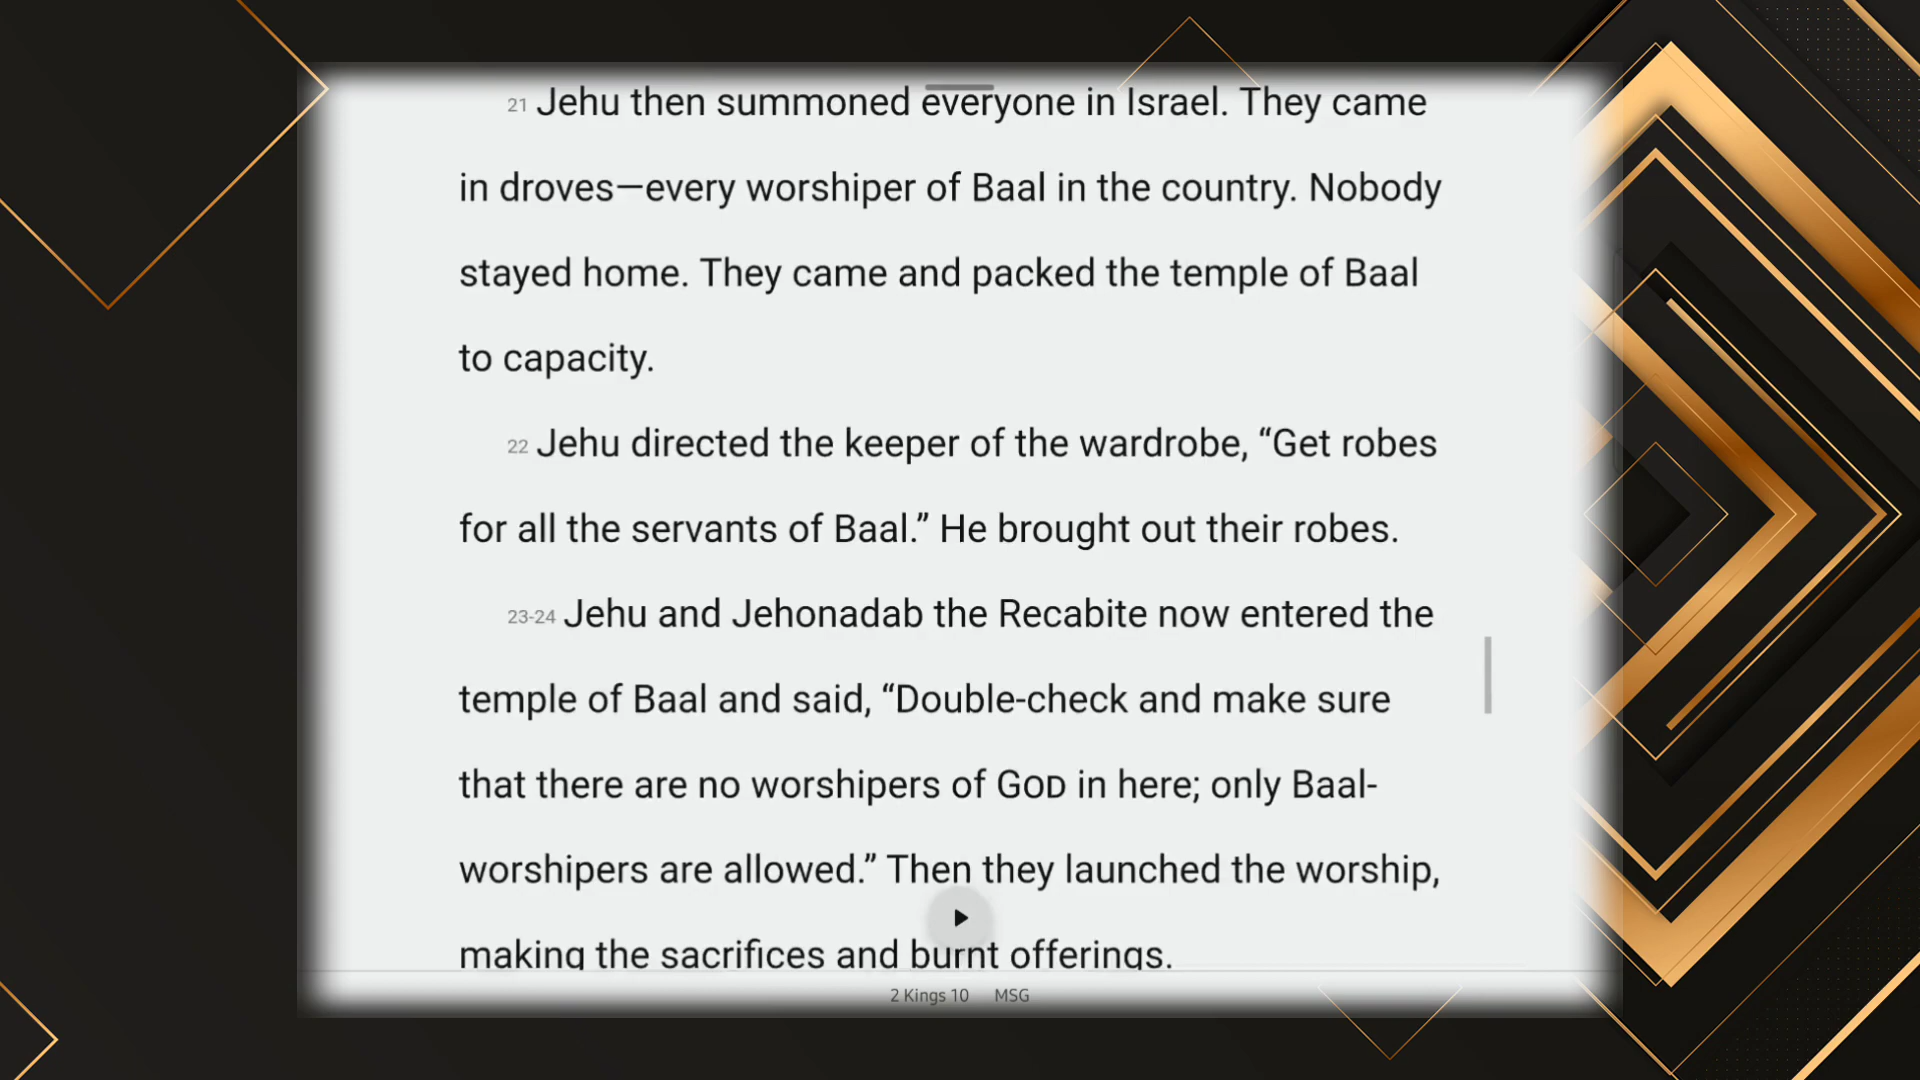 21 Jehu then summoned everyone in Israel. They came
in droves—every worshiper of Baal in the country. Nobody
stayed home. They came and packed the temple of Baal
to capacity.
22 Jehu directed the keeper of the wardrobe, “Get robes
for all the servants of Baal.” He brought out their robes.
23-24 Jehu and Jehonadab the Recabite now entered the
temple of Baal and said, “Double-check and make sure
that there are no worshipers of GOD in here; only Baal-
worshipers are allowed.” Then they launched the worship,
making the sacrifices and burnt offerings.
2 Kings 10 MSG